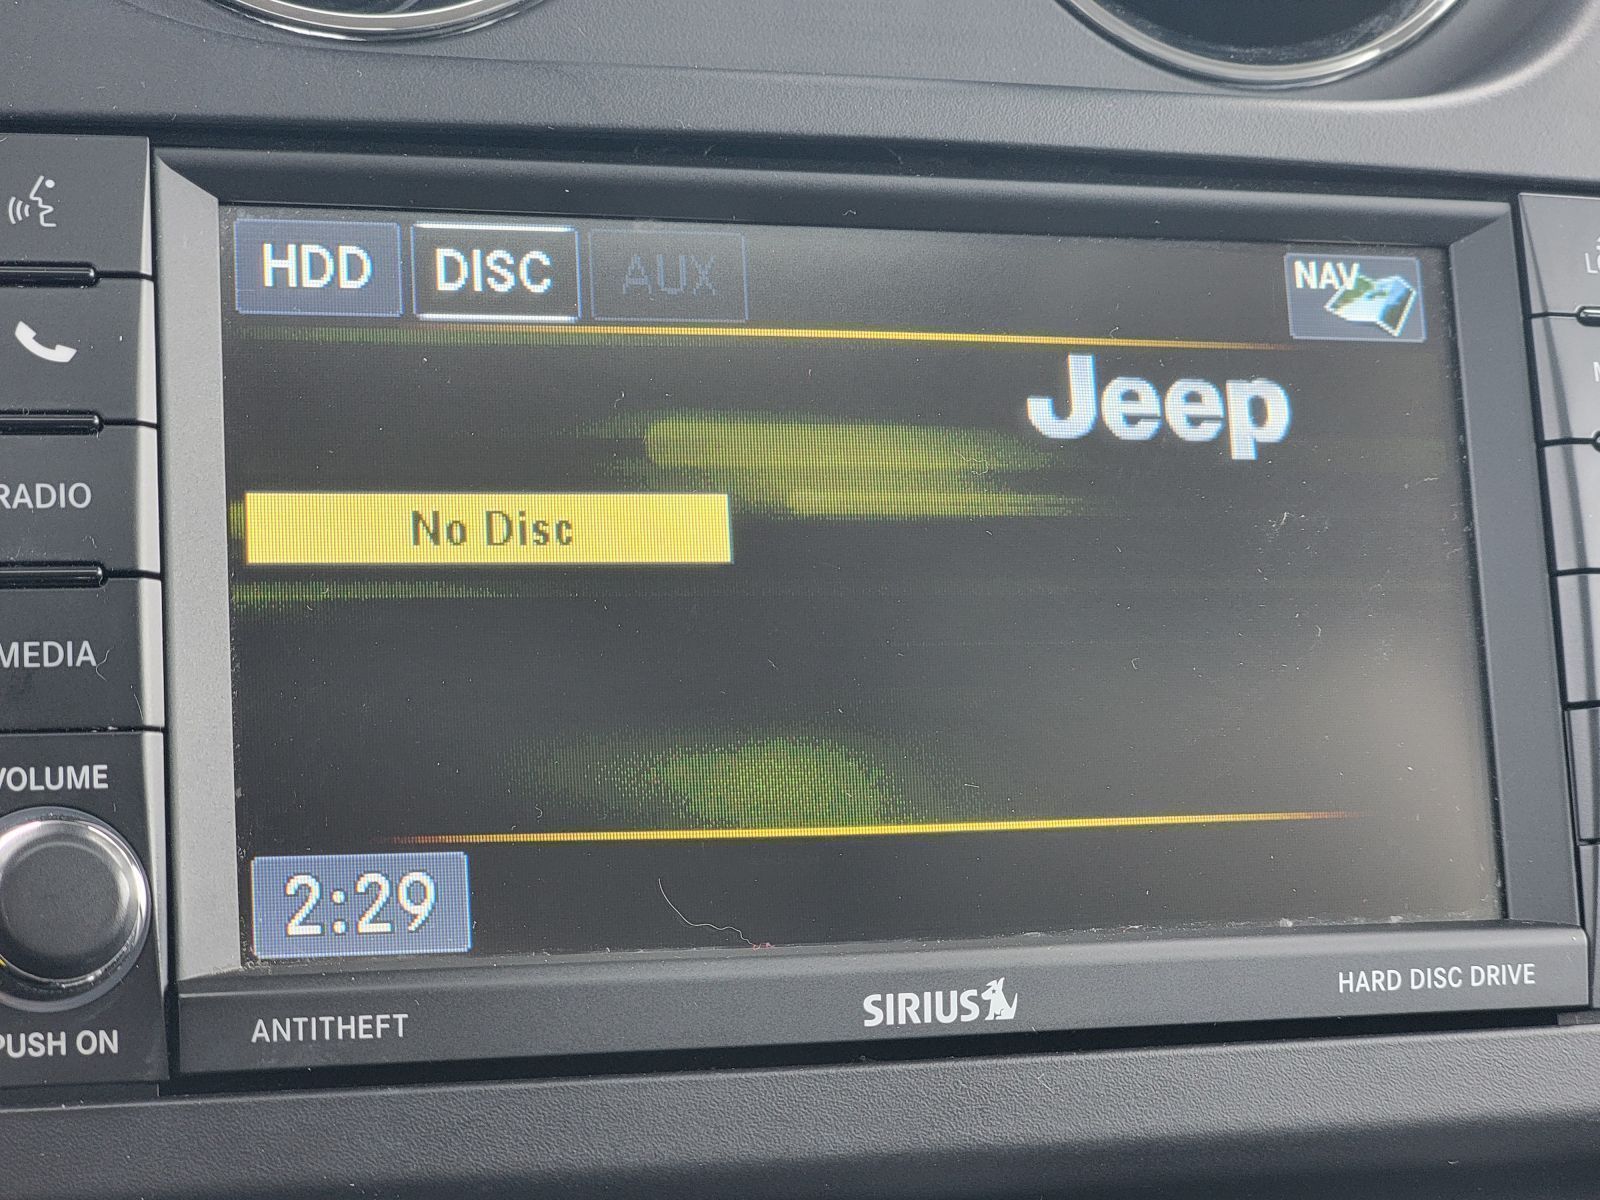 HDD DISC AUX NAV
Jeep
RADIO
No Disc
MEDIA
VOLUME
2:29
PUSH ON
ANTITHEFT
SIRIUS
HARD DISC DRIVE